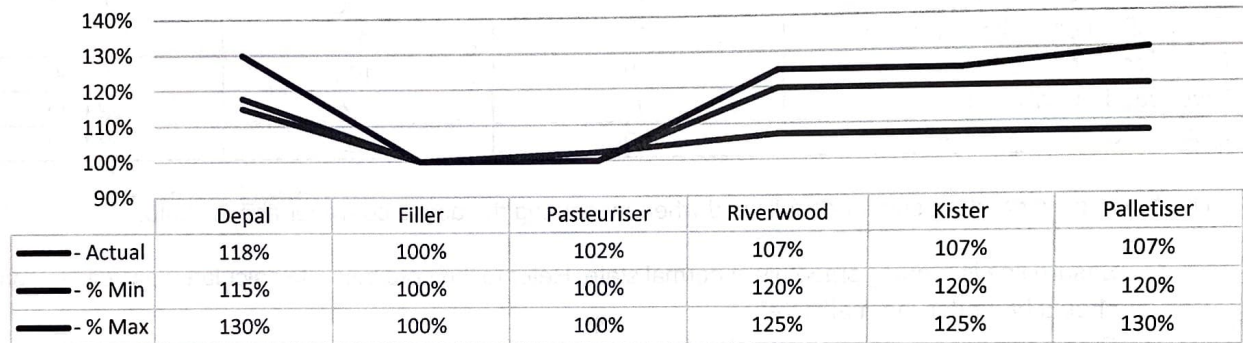 140%
130%
120%
110%
100%
90%
Depal Filler Pasteuriser Riverwood Kister Palletiser
- Actual 118% 100% 102% 107% 107% 107%
- % Min 115% 100% 100% 120% 120% 120%
- % Max 130% 100% 100% 125% 125% 130%